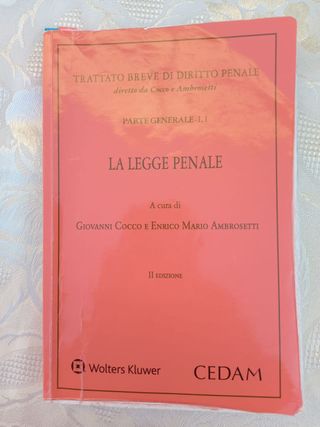 TRATTATO BREVE DI DIRITTO PENALE
diretto da Cocco e Ambrosetti
PARTE GENERALE - I, 1
LA LEGGE PENALE
A cura di
GIOVANNI COCCO E ENRICO MARIO AMBROSETTI
II EDIZIONE
Wolters Kluwer
CEDAM